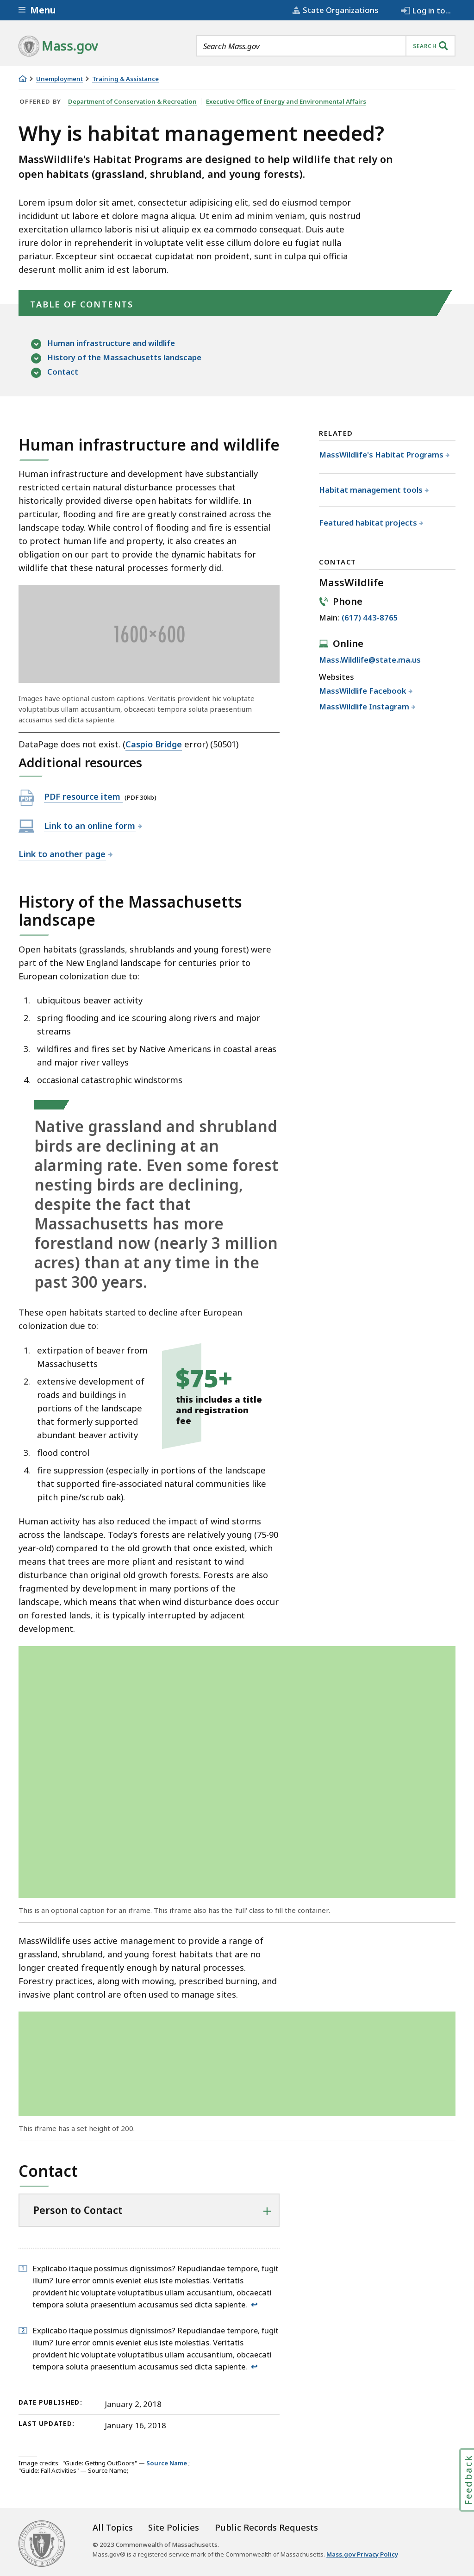 Menu
State Organizations
Log in to...
Mass.gov
Search Mass.gov
SEARCH
Unemployment
Training & Assistance
OFFERED BY Department of Conservation & Recreation Executive Office of Energy and Environmental Affairs
Why is habitat management needed?
MassWildlife's Habitat Programs are designed to help wildlife that rely on
open habitats (grassland, shrubland, and young forests).
Lorem ipsum dolor sit amet, consectetur adipisicing elit, sed do eiusmod tempor
incididunt ut labore et dolore magna aliqua. Ut enim ad minim veniam, quis nostrud
exercitation ullamco laboris nisi ut aliquip ex ea commodo consequat. Duis aute
irure dolor in reprehenderit in voluptate velit esse cillum dolore eu fugiat nulla
pariatur. Excepteur sint occaecat cupidatat non proident, sunt in culpa qui officia
deserunt mollit anim id est laborum.
TABLE OF CONTENTS
Human infrastructure and wildlife
History of the Massachusetts landscape
Contact
Human infrastructure and wildlife
Human infrastructure and development have substantially
restricted certain natural disturbance processes that
historically provided diverse open habitats for wildlife. In
particular, flooding and fire are greatly constrained across the
landscape today. While control of flooding and fire is essential
to protect human life and property, it also creates an
obligation on our part to provide the dynamic habitats for
wildlife that these natural processes formerly did.
1600×600
Images have optional custom captions. Veritatis provident hic voluptate
voluptatibus ullam accusantium, obcaecati tempora soluta praesentium
accusamus sed dicta sapiente.
DataPage does not exist. (Caspio Bridge error) (50501)
Additional resources
PDF
PDF resource item (PDF 30kb)
Link to an online form
Link to another page
RELATED
MassWildlife's Habitat Programs
Habitat management tools
Featured habitat projects
CONTACT
MassWildlife
Phone
Main: (617) 443-8765
Online
Mass.Wildlife@state.ma.us
Websites
MassWildlife Facebook
MassWildlife Instagram
History of the Massachusetts
landscape
Open habitats (grasslands, shrublands and young forest) were
part of the New England landscape for centuries prior to
European colonization due to:
1. ubiquitous beaver activity
2. spring flooding and ice scouring along rivers and major
streams
3. wildfires and fires set by Native Americans in coastal areas
and major river valleys
4. occasional catastrophic windstorms
Native grassland and shrubland
birds are declining at an
alarming rate. Even some forest
nesting birds are declining,
despite the fact that
Massachusetts has more
forestland now (nearly 3 million
acres) than at any time in the
past 300 years.
These open habitats started to decline after European
colonization due to:
1. extirpation of beaver from
Massachusetts
2. extensive development of
roads and buildings in
portions of the landscape
that formerly supported
abundant beaver activity
3. flood control
4. fire suppression (especially in portions of the landscape
that supported fire-associated natural communities like
pitch pine/scrub oak).
$75+
this includes a title
and registration
fee
Human activity has also reduced the impact of wind storms
across the landscape. Today's forests are relatively young (75-90
year-old) compared to the old growth that once existed, which
means that trees are more pliant and resistant to wind
disturbance than original old growth forests. Forests are also
fragmented by development in many portions of the
landscape, which means that when wind disturbance does occur
on forested lands, it is typically interrupted by adjacent
development.
This is an optional caption for an iframe. This iframe also has the 'full' class to fill the container.
MassWildlife uses active management to provide a range of
grassland, shrubland, and young forest habitats that are no
longer created frequently enough by natural processes.
Forestry practices, along with mowing, prescribed burning, and
invasive plant control are often used to manage sites.
This iframe has a set height of 200.
Contact
Person to Contact
1 Explicabo itaque possimus dignissimos? Repudiandae tempore, fugit
illum? Iure error omnis eveniet eius iste molestias. Veritatis
provident hic voluptate voluptatibus ullam accusantium, obcaecati
tempora soluta praesentium accusamus sed dicta sapiente. ↩
2 Explicabo itaque possimus dignissimos? Repudiandae tempore, fugit
illum? Iure error omnis eveniet eius iste molestias. Veritatis
provident hic voluptate voluptatibus ullam accusantium, obcaecati
tempora soluta praesentium accusamus sed dicta sapiente. ↩
DATE PUBLISHED: January 2, 2018
LAST UPDATED: January 16, 2018
Image credits: "Guide: Getting OutDoors" — Source Name;
"Guide: Fall Activities" — Source Name;
Feedback
All Topics Site Policies Public Records Requests
© 2023 Commonwealth of Massachusetts.
Mass.gov® is a registered service mark of the Commonwealth of Massachusetts. Mass.gov Privacy Policy